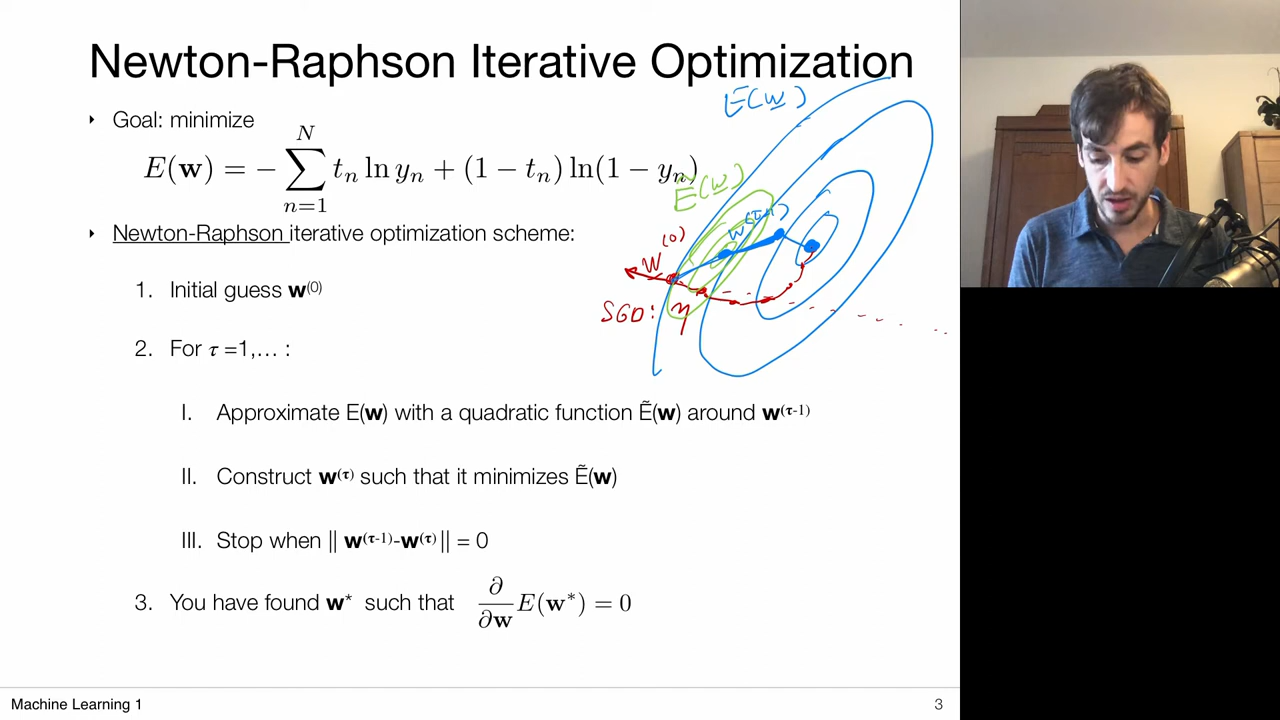 Newton-Raphson Iterative Optimization
E(w)
‣ Goal: minimize
E(w) = − ∑_{n=1}^{N} t_n ln y_n + (1 − t_n) ln(1 − y_n)
Ẽ(w)
‣ Newton-Raphson iterative optimization scheme:
w^(0)
1. Initial guess w^(0)
SGD: η
2. For τ =1,… :
I. Approximate E(w) with a quadratic function Ẽ(w) around w^(τ-1)
II. Construct w^(τ) such that it minimizes Ẽ(w)
III. Stop when || w^(τ-1)-w^(τ) || = 0
3. You have found w* such that ∂/∂w E(w*) = 0
Machine Learning 1
3